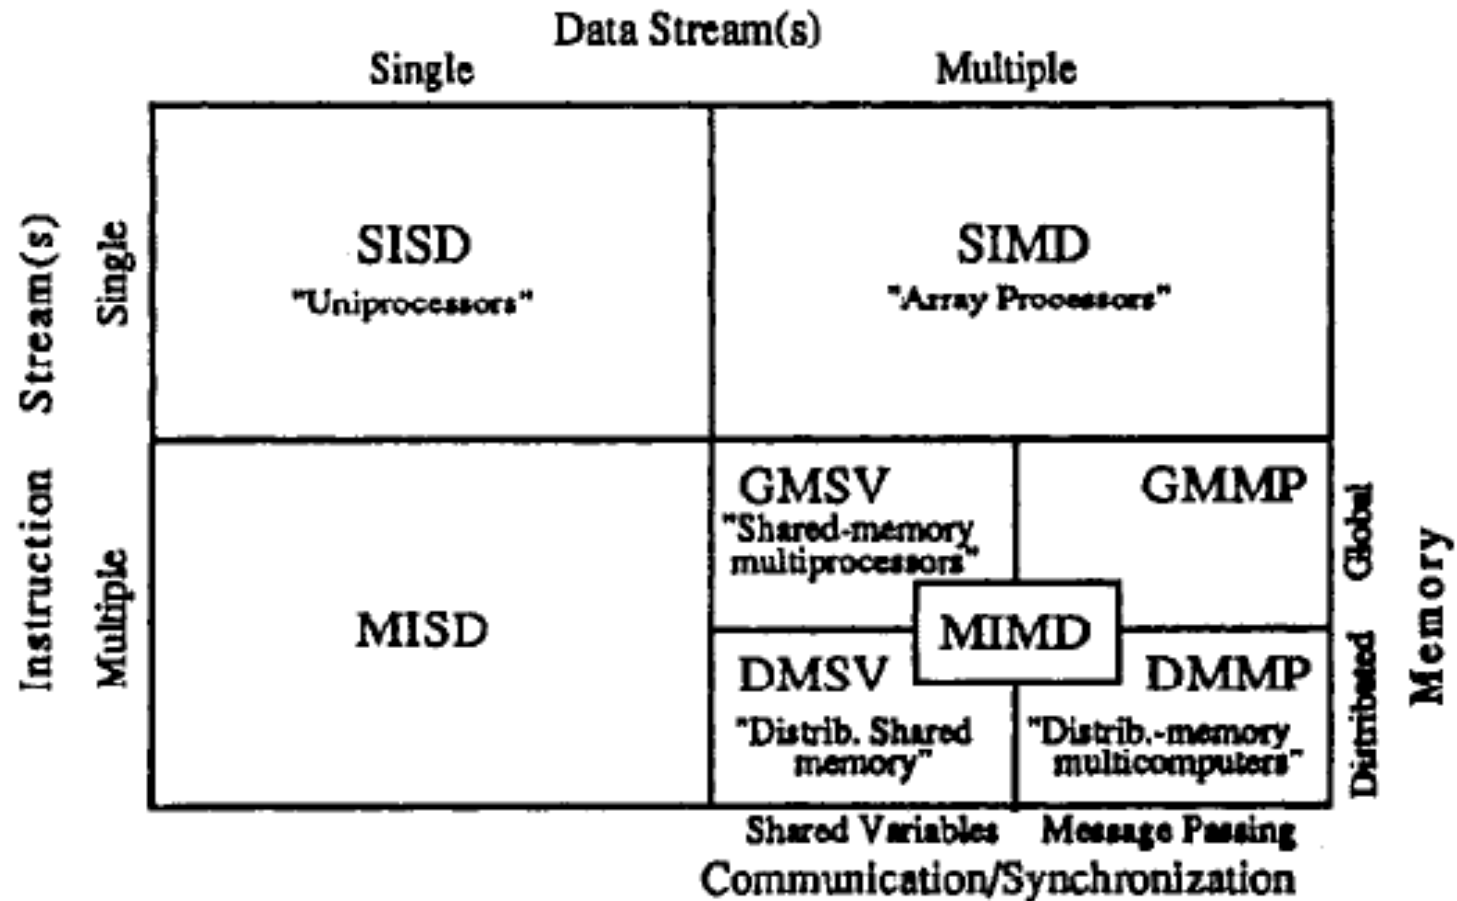 Data Stream(s)
Single
Multiple
Instruction Stream(s)
Single
Multiple
SISD
"Uniprocessors"
SIMD
"Array Processors"
MISD
GMSV
"Shared-memory
multiprocessors"
GMMP
MIMD
DMSV
"Distrib. Shared
memory"
DMMP
"Distrib.-memory
multicomputers"
Global
Distributed
Memory
Shared Variables
Message Passing
Communication/Synchronization